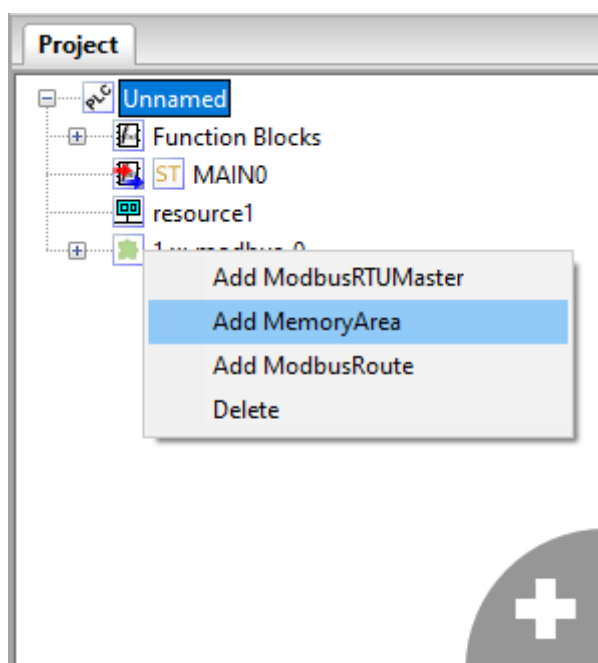 Project
PLC Unnamed
Function Blocks
ST MAIN0
resource1
Add ModbusRTUMaster
Add MemoryArea
Add ModbusRoute
Delete